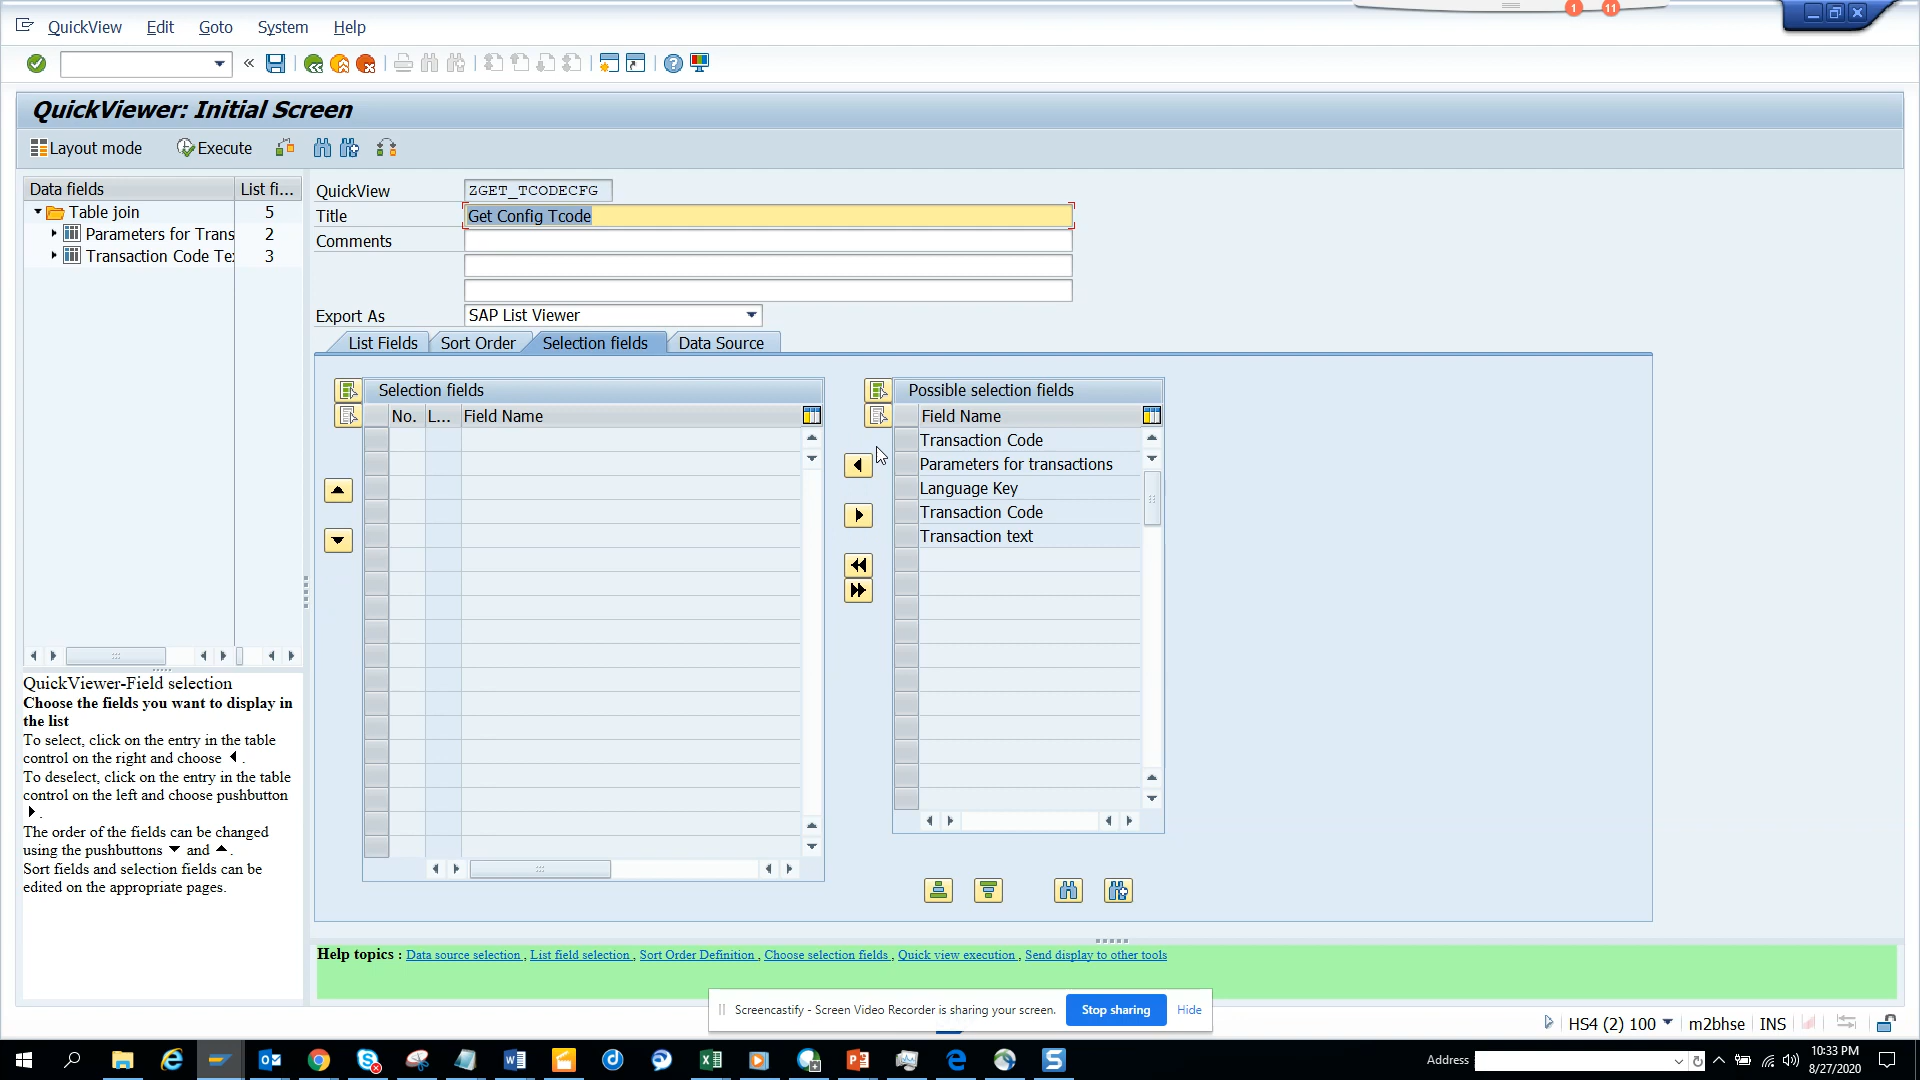 QuickView Edit Goto System Help
1 11
QuickViewer: Initial Screen
Layout mode Execute
Data fields List fi...
Table join 5
Parameters for Trans 2
Transaction Code Te 3
QuickView ZGET_TCODECFG
Title Get Config Tcode
Comments
Export As SAP List Viewer
List Fields Sort Order Selection fields Data Source
Selection fields
No. L... Field Name
Possible selection fields
Field Name
Transaction Code
Parameters for transactions
Language Key
Transaction Code
Transaction text
QuickViewer-Field selection
Choose the fields you want to display in
the list
To select, click on the entry in the table
control on the right and choose .
To deselect, click on the entry in the table
control on the left and choose pushbutton
.
The order of the fields can be changed
using the pushbuttons and .
Sort fields and selection fields can be
edited on the appropriate pages.
Help topics : Data source selection , List field selection , Sort Order Definition , Choose selection fields , Quick view execution , Send display to other tools
Screencastify - Screen Video Recorder is sharing your screen. Stop sharing Hide
HS4 (2) 100 m2bhse INS
Address
10:33 PM
8/27/2020